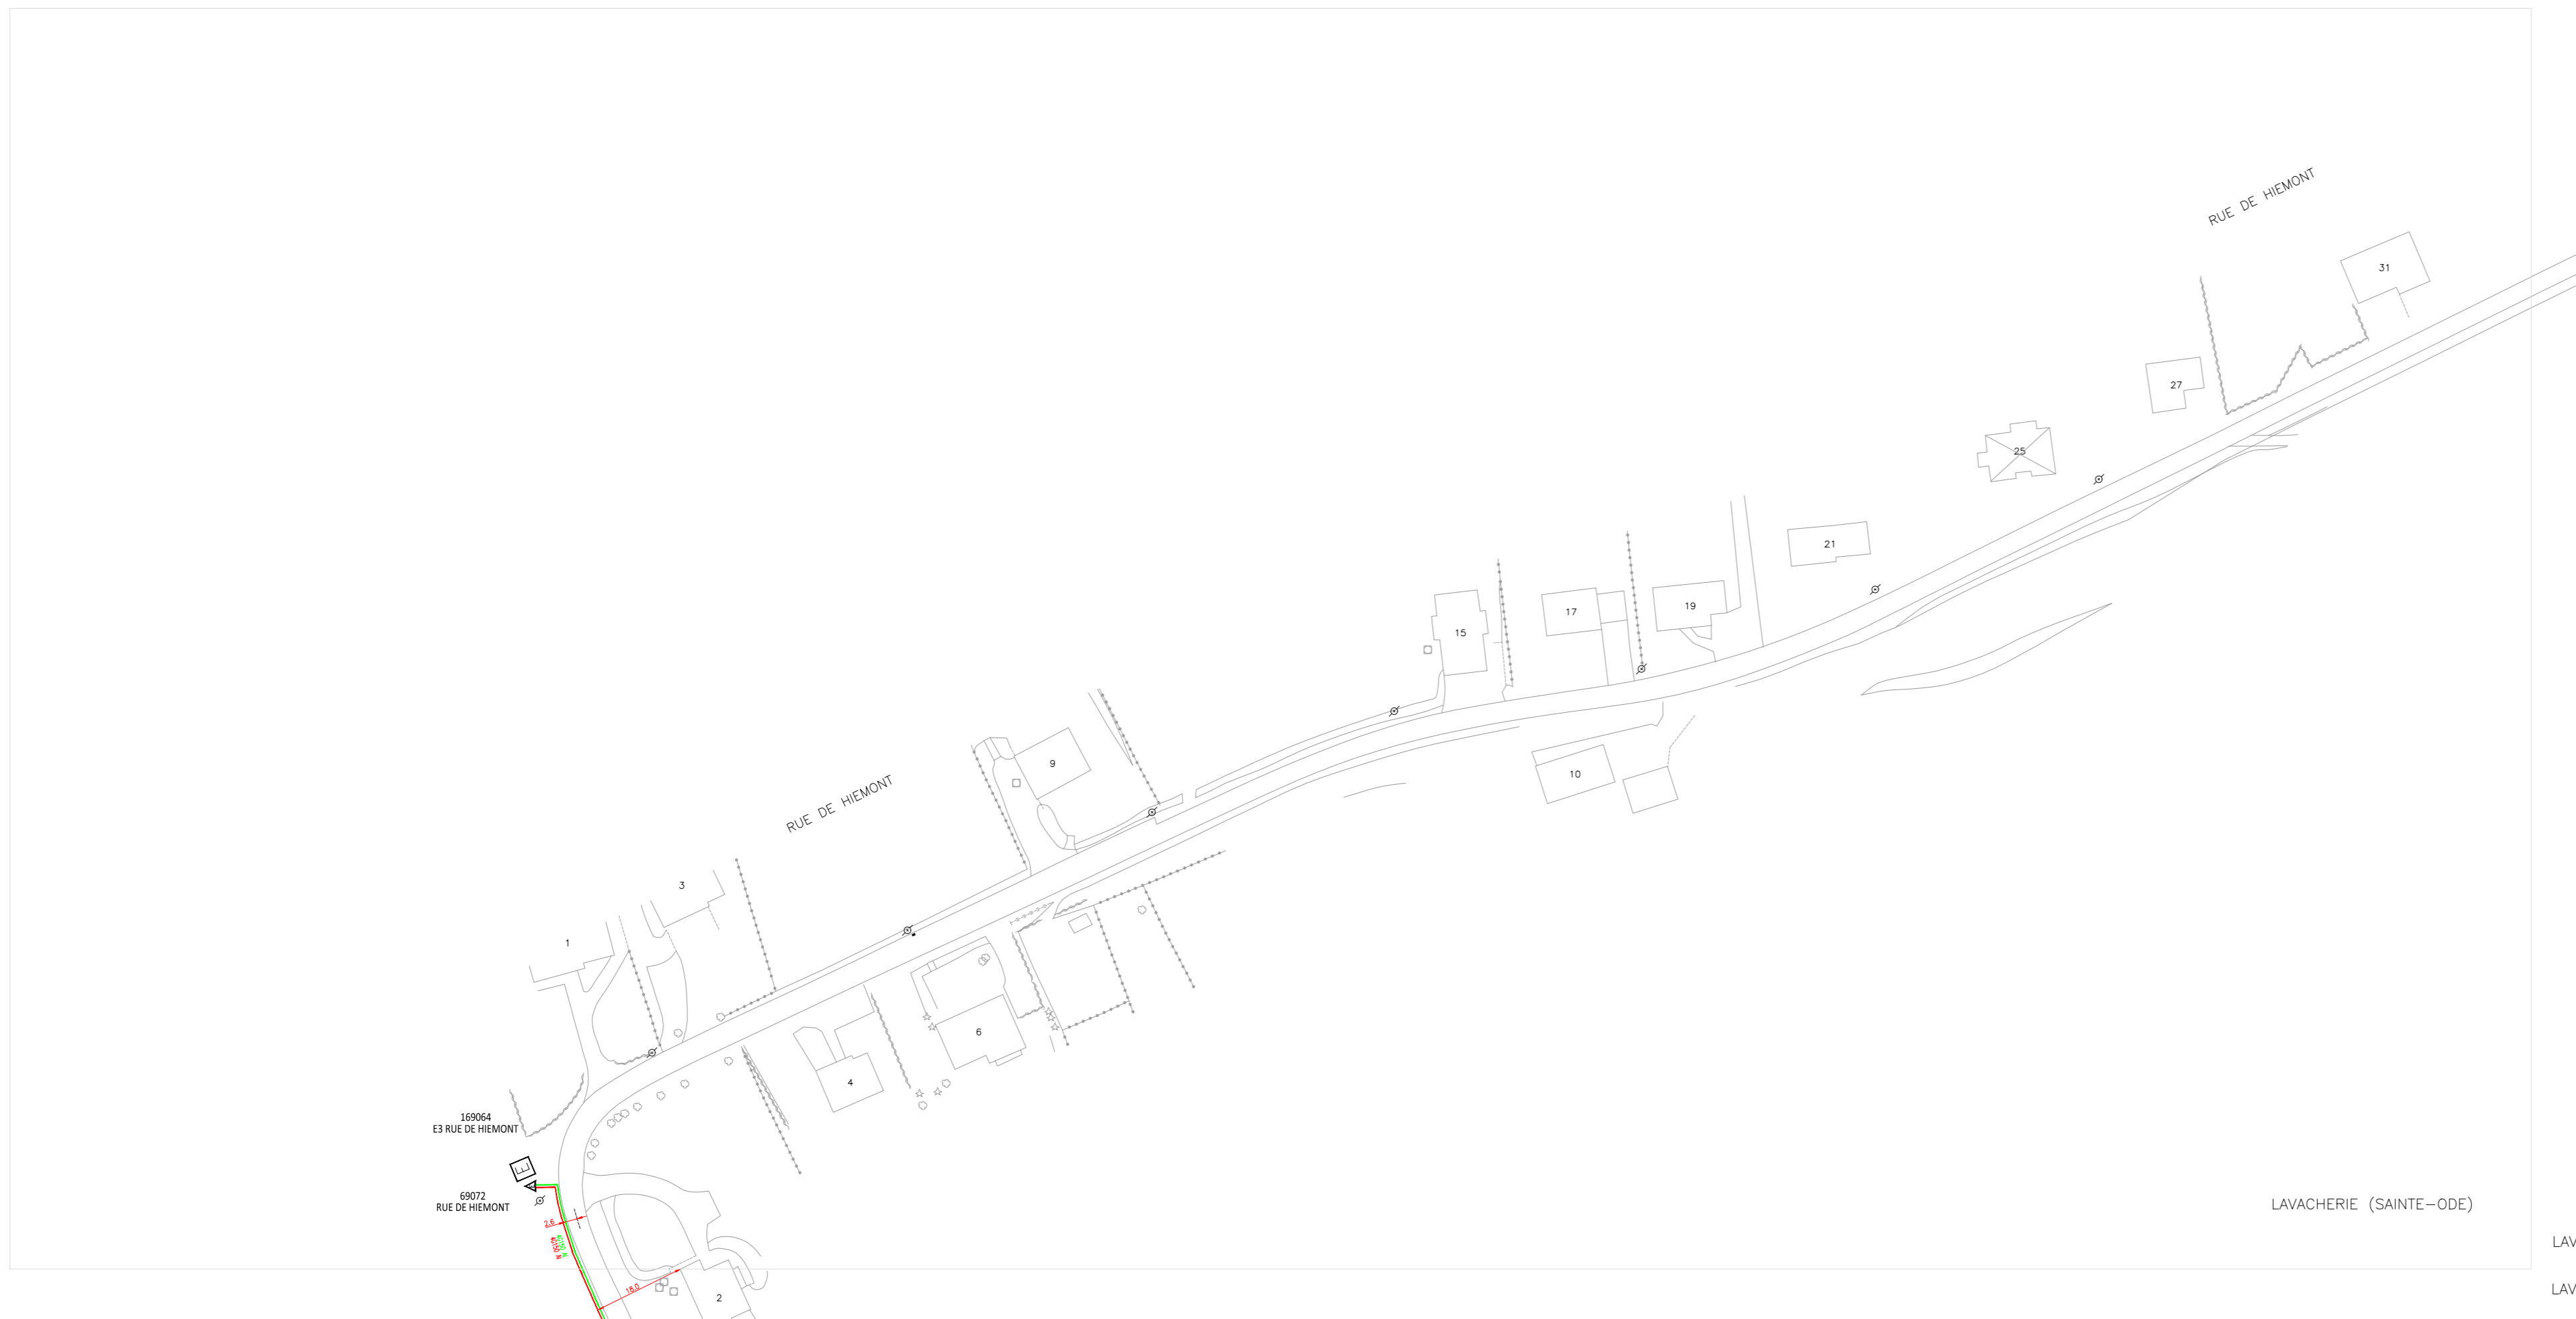 RUE DE HIEMONT
31
27
25
21
19
17
15
10
9
RUE DE HIEMONT
3
1
6
4
169064
E3 RUE DE HIEMONT
E
69072
RUE DE HIEMONT
2,6
18,0
2
LAVACHERIE (SAINTE-ODE)
LAV
LAV